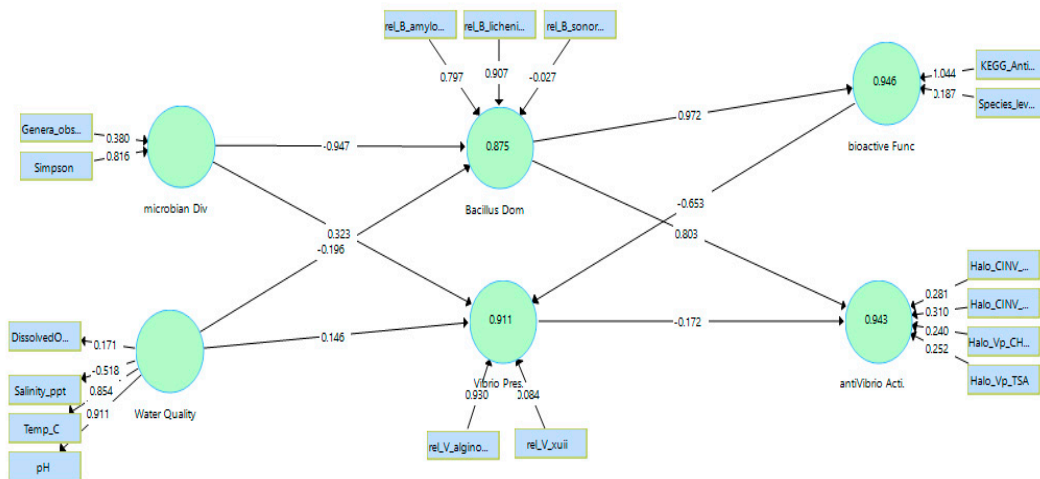 rel_B_amylo...
rel_B_licheni...
rel_B_sonor...
0.797
0.907
-0.027
0.875
Bacillus Dom
Genera_obs...
0.380
Simpson
0.816
microbian Div
-0.947
0.972
0.946
bioactive Func
KEGG_Anti...
1.044
0.187
Species_lev...
0.323
-0.196
-0.653
0.803
DissolvedO...
0.171
Salinity_ppt
-0.518
0.854
Temp_C
0.911
pH
Water Quality
0.146
0.911
Vibrio Pres.
0.930
0.084
rel_V_algino...
rel_V_xuii
-0.172
0.943
antiVibrio Acti.
Halo_CINV_...
0.281
Halo_CINV_...
0.310
0.240
Halo_Vp_CH...
0.252
Halo_Vp_TSA